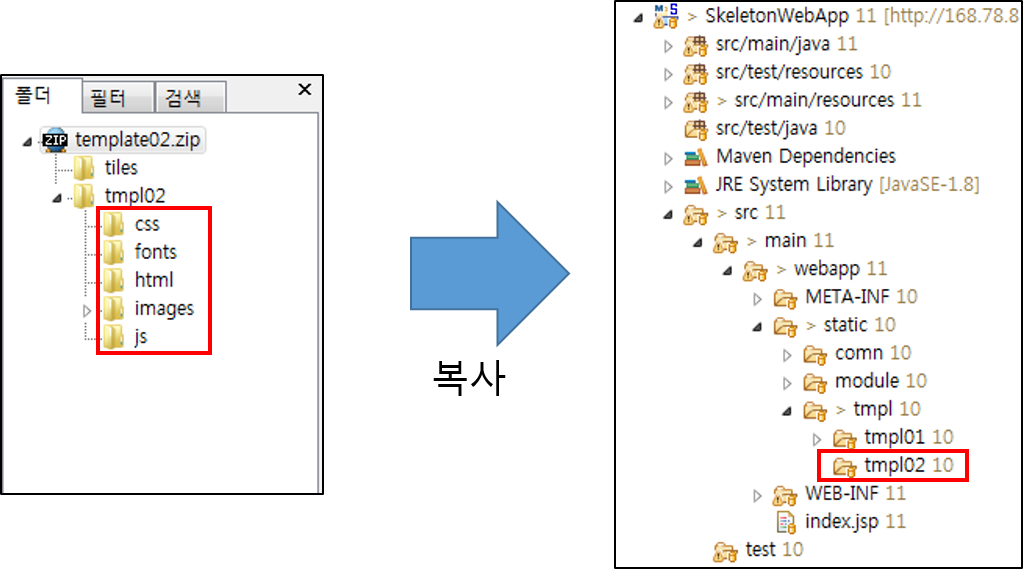 폴더 필터 검색
template02.zip
tiles
tmpl02
css
fonts
html
images
js
복사
> SkeletonWebApp 11 [http://168.78.8
src/main/java 11
src/test/resources 10
> src/main/resources 11
src/test/java 10
Maven Dependencies
JRE System Library [JavaSE-1.8]
> src 11
> main 11
> webapp 11
META-INF 10
> static 10
comn 10
module 10
> tmpl 10
tmpl01 10
tmpl02 10
WEB-INF 11
index.jsp 11
test 10